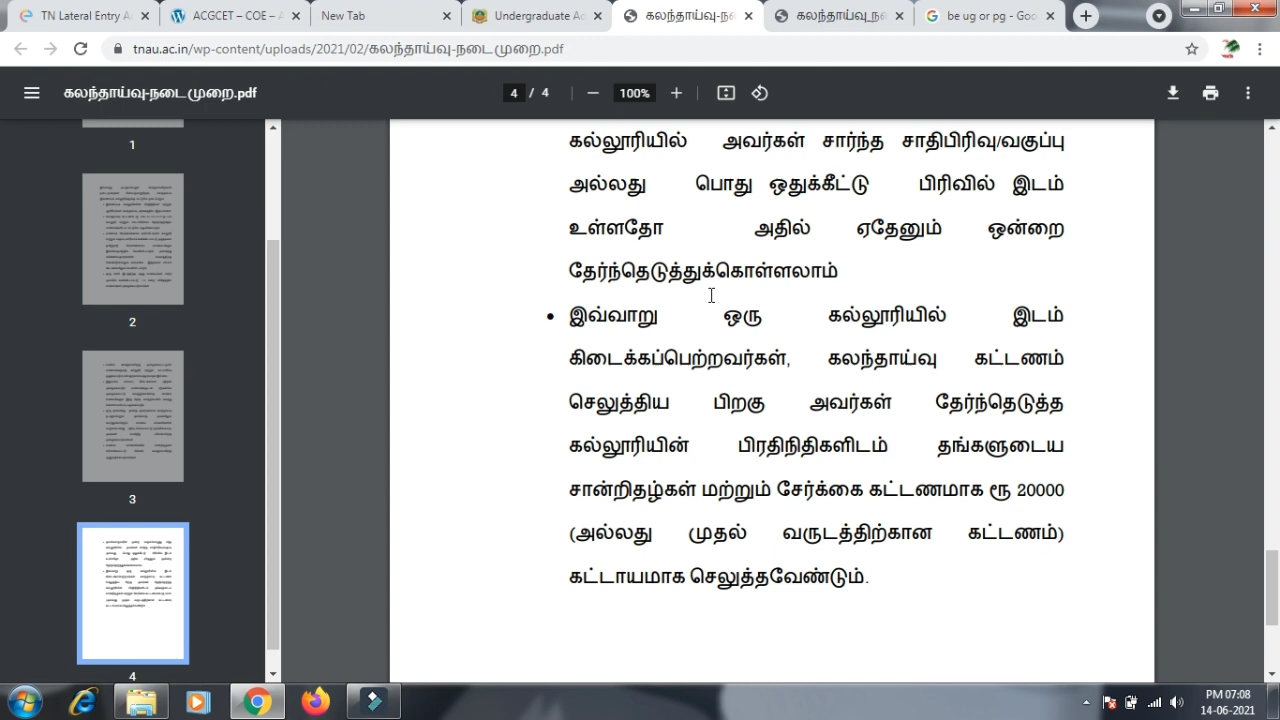 TN Lateral Entry A
ACGCET – COE – A
New Tab
Undergraduate Ad
கலந்தாய்வு-நை
கலந்தாய்வு_நை
be ug or pg - Goo
tnau.ac.in/wp-content/uploads/2021/02/கலந்தாய்வு-நடைமுறை.pdf
கலந்தாய்வு-நடைமுறை.pdf
4 / 4
100%
1
2
3
4
கல்லூரியில் அவர்கள் சார்ந்த சாதிபிரிவு/வகுப்பு
அல்லது பொது ஒதுக்கீட்டு பிரிவில் இடம்
உள்ளதோ அதில் ஏதேனும் ஒன்றை
தேர்ந்தெடுத்துக்கொள்ளலாம்
• இவ்வாறு ஒரு கல்லூரியில் இடம்
கிடைக்கப்பெற்றவர்கள், கலந்தாய்வு கட்டணம்
செலுத்திய பிறகு அவர்கள் தேர்ந்தெடுத்த
கல்லூரியின் பிரதிநிதிகளிடம் தங்களுடைய
சான்றிதழ்கள் மற்றும் சேர்க்கை கட்டணமாக ரூ 20000
(அல்லது முதல் வருடத்திற்கான கட்டணம்)
கட்டாயமாக செலுத்தவேண்டும்.
PM 07:08
14-06-2021